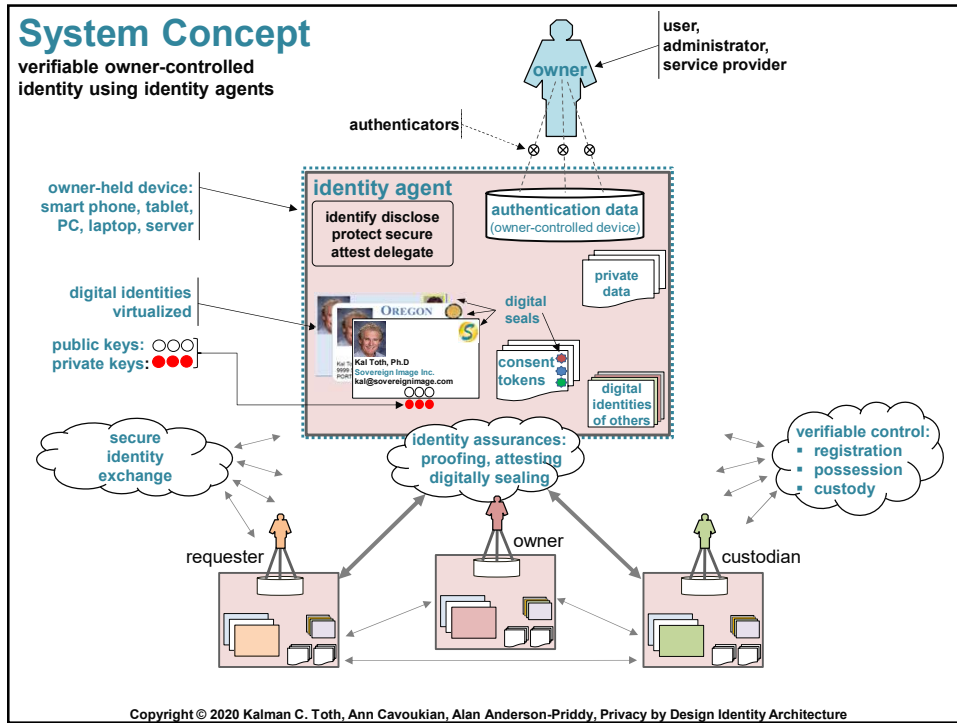 System Concept
verifiable owner-controlled
identity using identity agents
user,
administrator,
service provider
owner
authenticators
owner-held device:
smart phone, tablet,
PC, laptop, server
identity agent
identify disclose
protect secure
attest delegate
authentication data
(owner-controlled device)
private
data
digital identities
virtualized
public keys:
private keys:
OREGON
digital
seals
S
Kal Toth, Ph.D
Sovereign Image Inc.
kal@sovereignimage.com
Kal To
9999
PORT
consent
tokens
digital
identities
of others
secure
identity
exchange
identity assurances:
proofing, attesting
digitally sealing
verifiable control:
▪ registration
▪ possession
▪ custody
requester
owner
custodian
Copyright © 2020 Kalman C. Toth, Ann Cavoukian, Alan Anderson-Priddy, Privacy by Design Identity Architecture